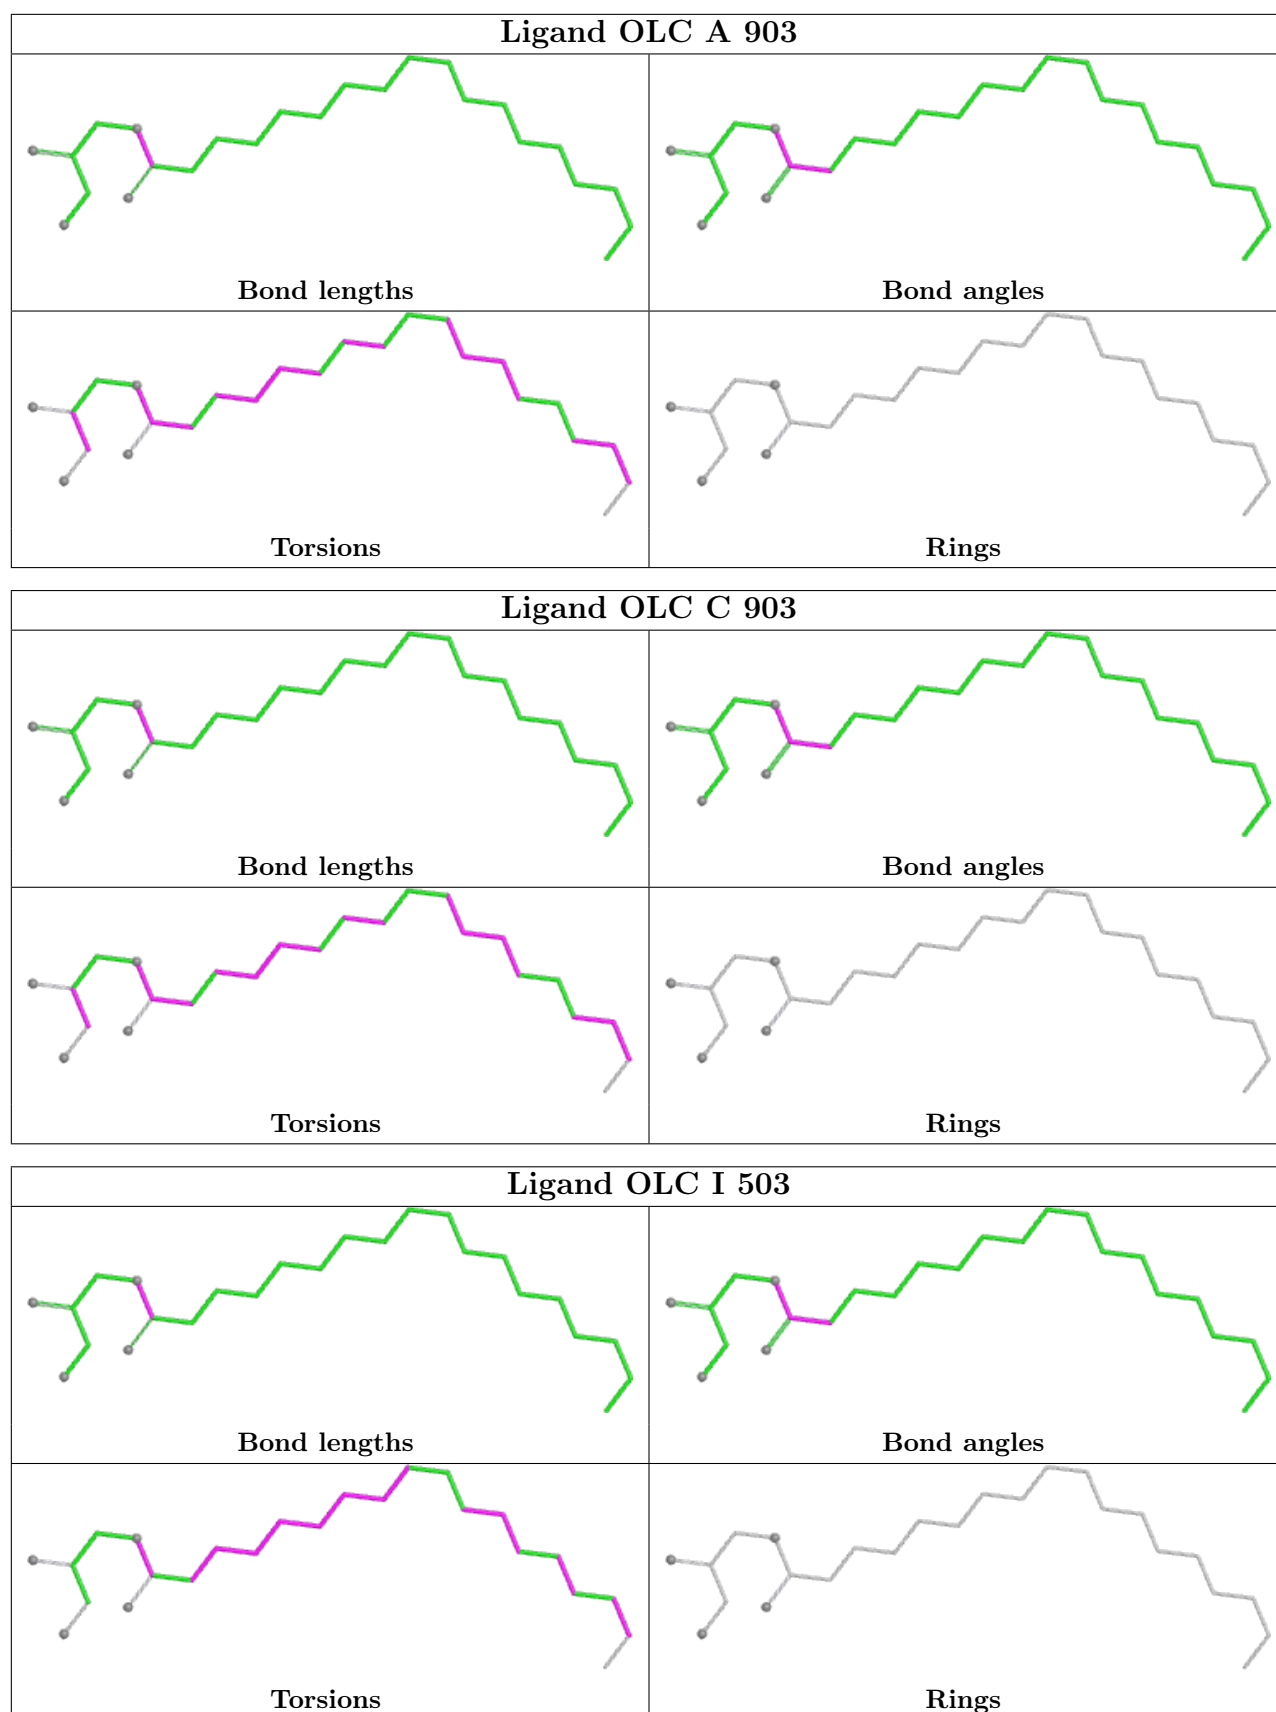 Ligand OLC A 903
Bond lengths
Bond angles
Torsions
Rings
Ligand OLC C 903
Bond lengths
Bond angles
Torsions
Rings
Ligand OLC I 503
Bond lengths
Bond angles
Torsions
Rings